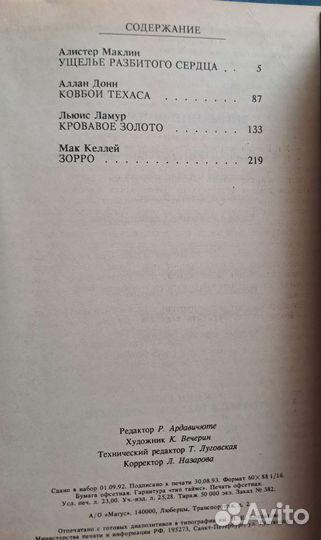 СОДЕРЖАНИЕ
Алистер Маклин
УЩЕЛЬЕ РАЗБИТОГО СЕРДЦА . . 5
Аллан Донн
КОВБОИ ТЕХАСА . . . . . . . 87
Льюис Ламур
КРОВАВОЕ ЗОЛОТО . . . . . . 133
Мак Келлей
ЗОРРО . . . . . . . . . . . 219
Редактор Р. Ардавичюте
Художник К. Вечерин
Технический редактор Т. Луговская
Корректор Л. Назарова
Сдано в набор 01.09.92. Подписано к печати 30.08.93. Формат 60×88 1/16.
Бумага офсетная. Гарнитура «тип таймс». Печать офсетная.
Усл. печ. л. 23,00. Уч.-изд. л. 25,28. Тираж 50 000 экз. Заказ № 382.
А/О «Магус», 140000, Люберцы, Транспорт
Отпечатано с готовых диапозитивов в типографии
Министерства печати и информации РФ. 195273, Санкт-Петербург,
Avito